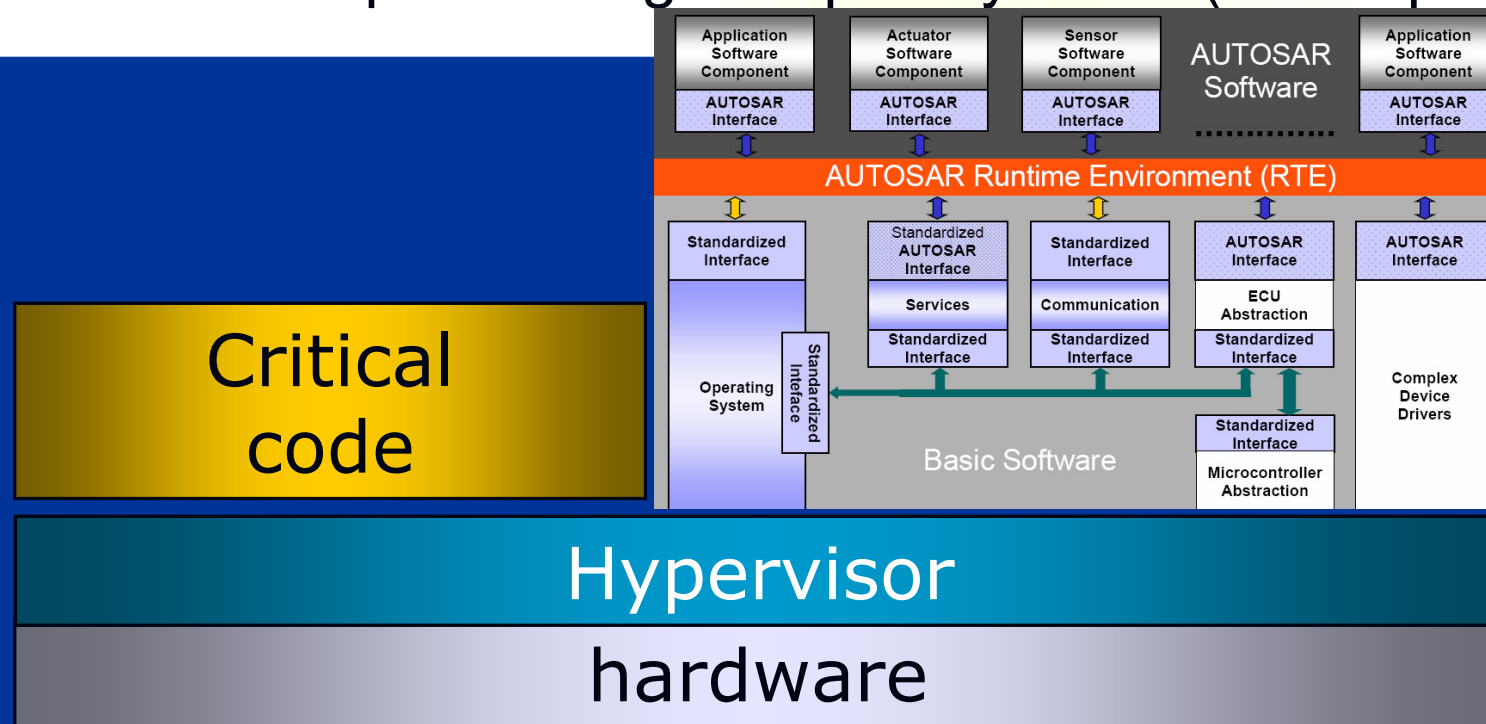 Application
Software
Component
AUTOSAR
Interface
Actuator
Software
Component
AUTOSAR
Interface
Sensor
Software
Component
AUTOSAR
Interface
AUTOSAR
Software
Application
Software
Component
AUTOSAR
Interface
AUTOSAR Runtime Environment (RTE)
Standardized
Interface
Operating
System
Standardized
Inteface
Standardized
AUTOSAR
Interface
Services
Standardized
Interface
Standardized
Interface
Communication
Standardized
Interface
AUTOSAR
Interface
ECU
Abstraction
Standardized
Interface
Standardized
Interface
Microcontroller
Abstraction
AUTOSAR
Interface
Complex
Device
Drivers
Basic Software
Critical
code
Hypervisor
hardware